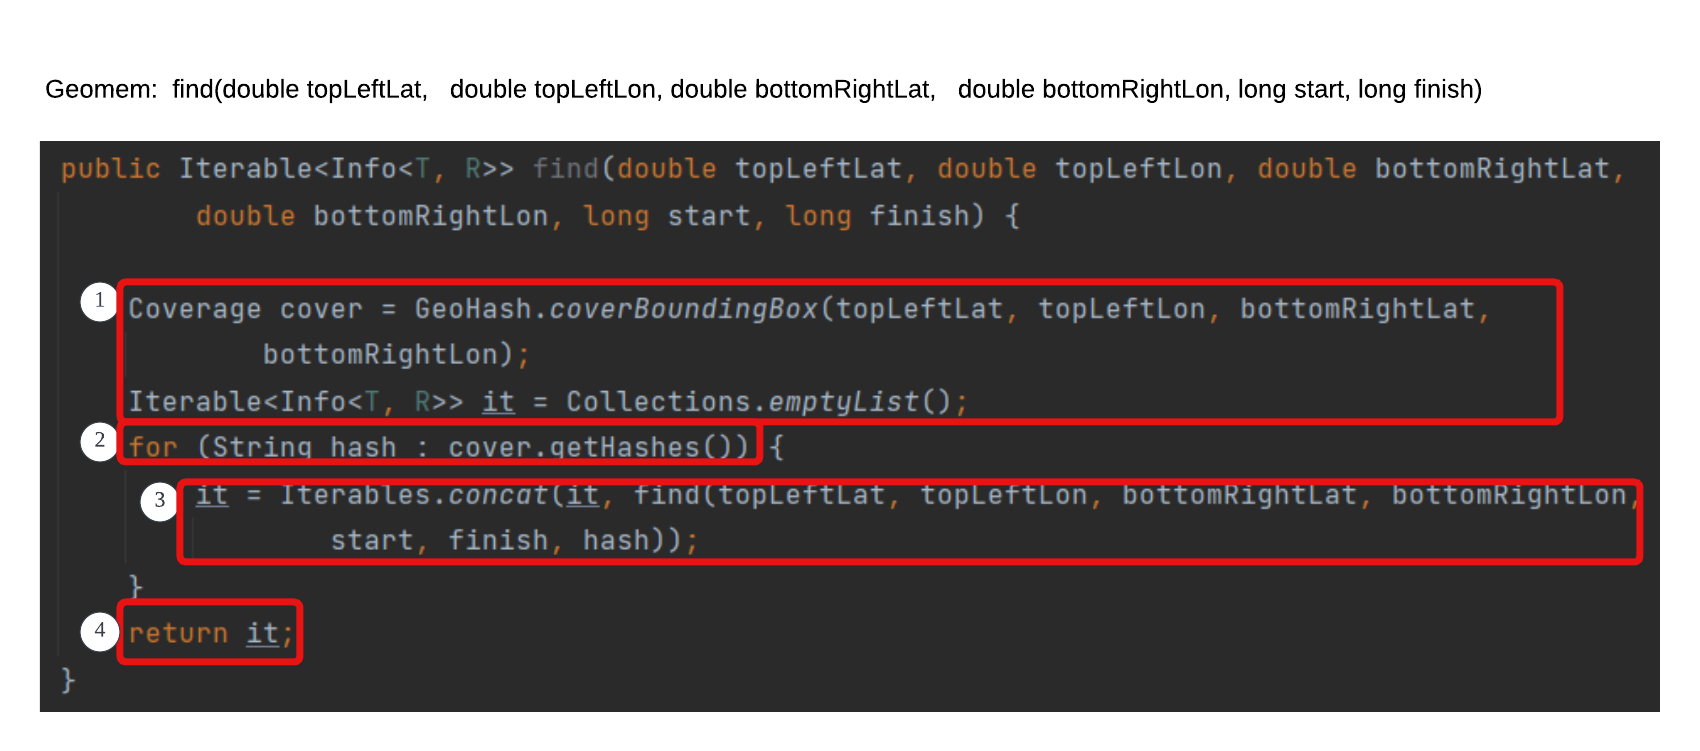 Geomem: find(double topLeftLat, double topLeftLon, double bottomRightLat, double bottomRightLon, long start, long finish)
public Iterable<Info<T, R>> find(double topLeftLat, double topLeftLon, double bottomRightLat,
double bottomRightLon, long start, long finish) {
1
Coverage cover = GeoHash.coverBoundingBox(topLeftLat, topLeftLon, bottomRightLat,
bottomRightLon);
Iterable<Info<T, R>> it = Collections.emptyList();
2
for (String hash : cover.getHashes()) {
3
it = Iterables.concat(it, find(topLeftLat, topLeftLon, bottomRightLat, bottomRightLon,
start, finish, hash));
}
4
return it;
}